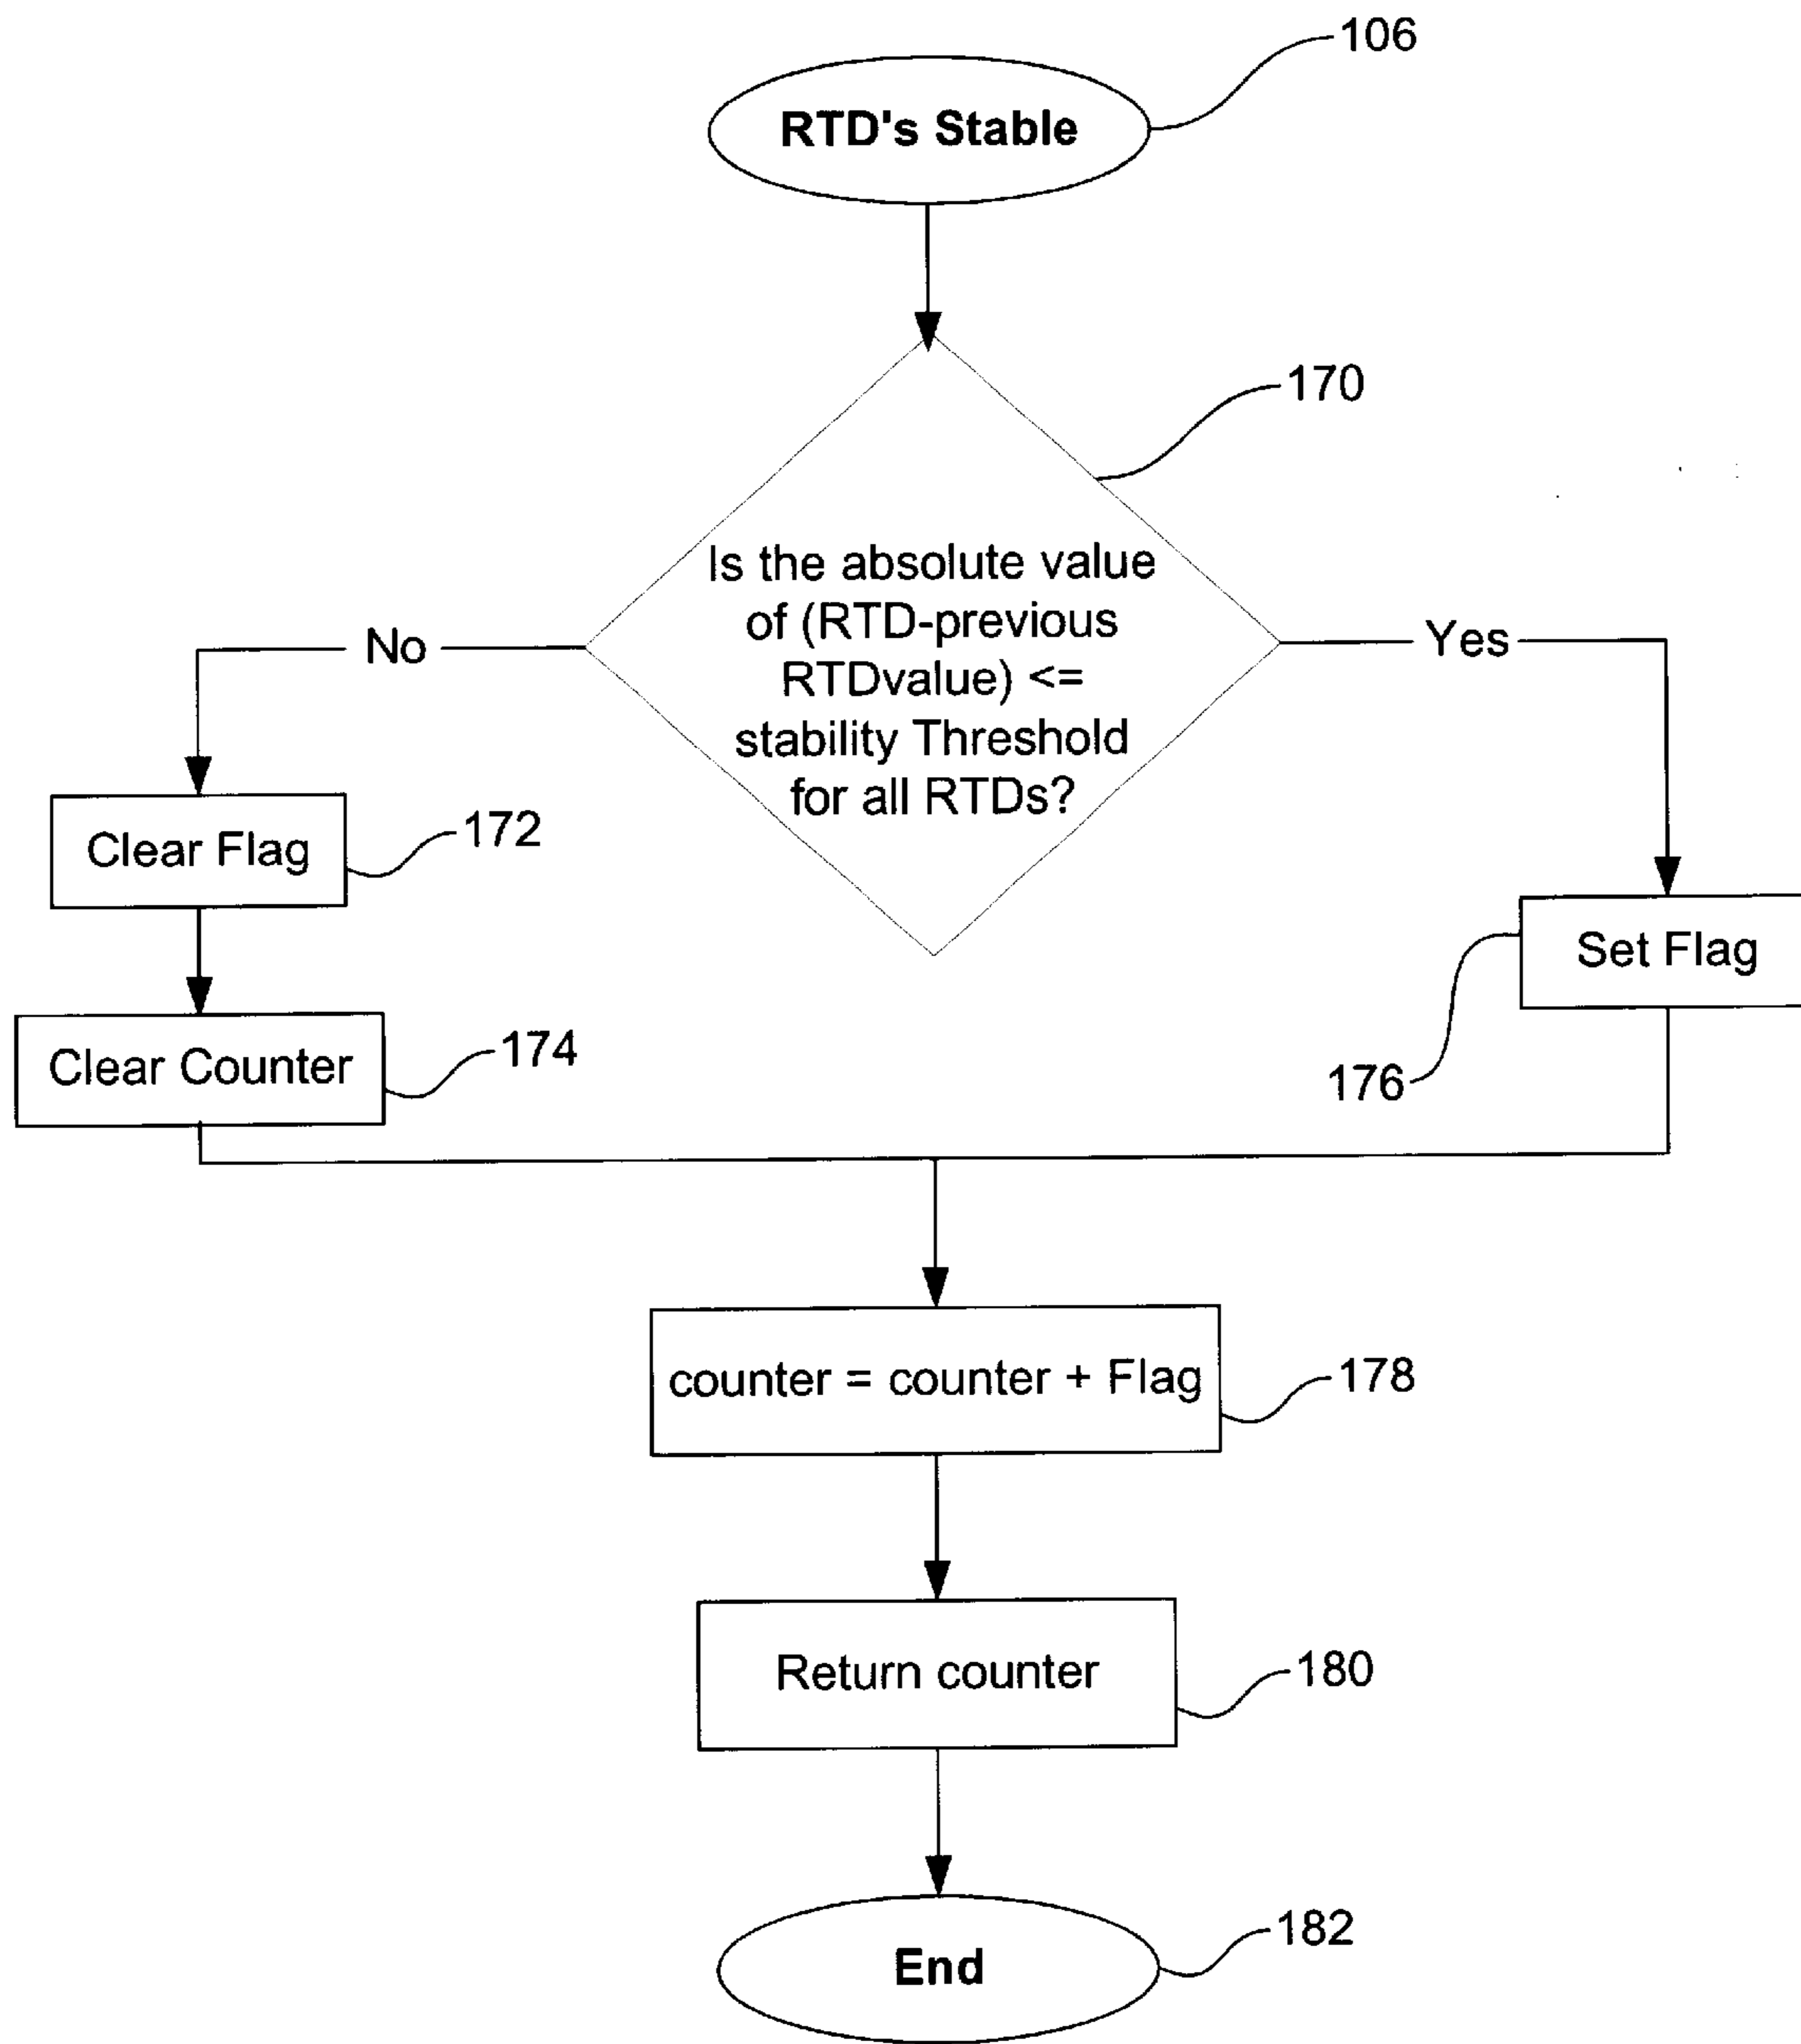 106
RTD's Stable
170
Is the absolute value
of (RTD-previous
RTDvalue) <=
stability Threshold
for all RTDs?
No
Yes
Clear Flag
172
Set Flag
176
Clear Counter
174
counter = counter + Flag
178
Return counter
180
End
182